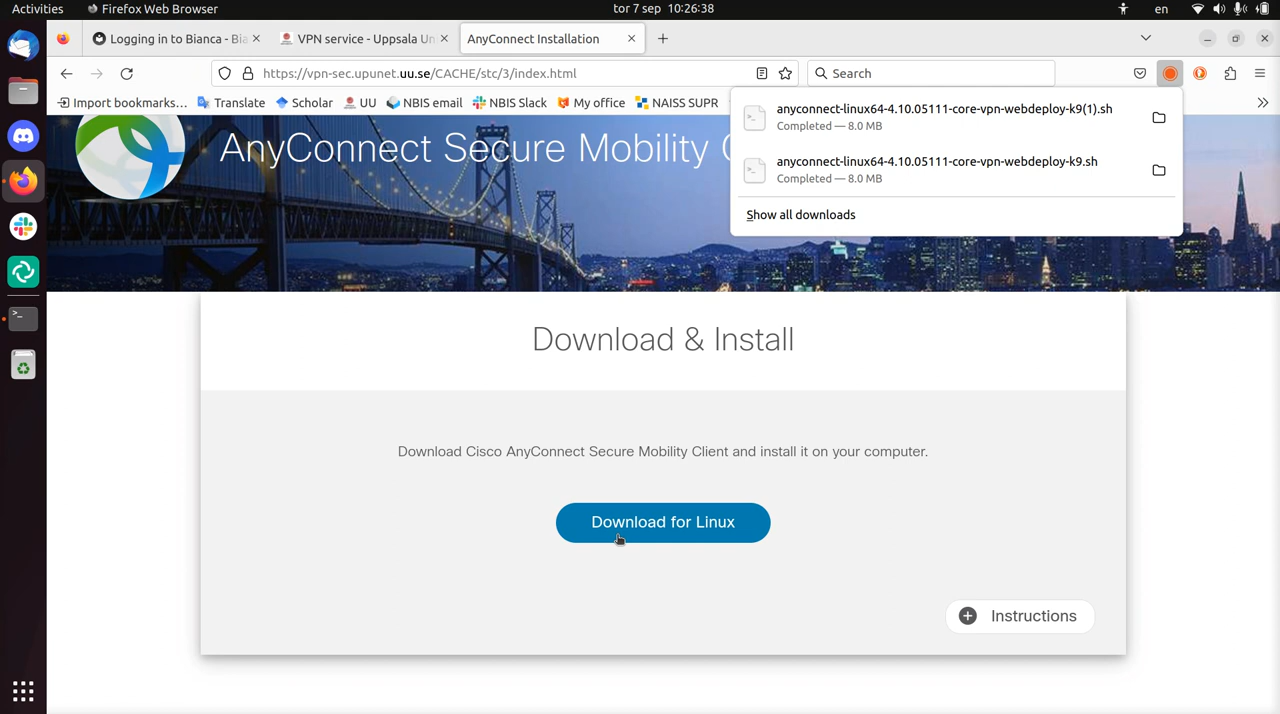 Activities
Firefox Web Browser
tor 7 sep 10:26:38
en
Logging in to Bianca - Bia
VPN service - Uppsala Un
AnyConnect Installation
https://vpn-sec.upunet.uu.se/CACHE/stc/3/index.html
Search
Import bookmarks...
Translate
Scholar
UU
NBIS email
NBIS Slack
My office
NAISS SUPR
anyconnect-linux64-4.10.05111-core-vpn-webdeploy-k9(1).sh
Completed — 8.0 MB
anyconnect-linux64-4.10.05111-core-vpn-webdeploy-k9.sh
Completed — 8.0 MB
Show all downloads
AnyConnect Secure Mobility
Download & Install
Download Cisco AnyConnect Secure Mobility Client and install it on your computer.
Download for Linux
Instructions